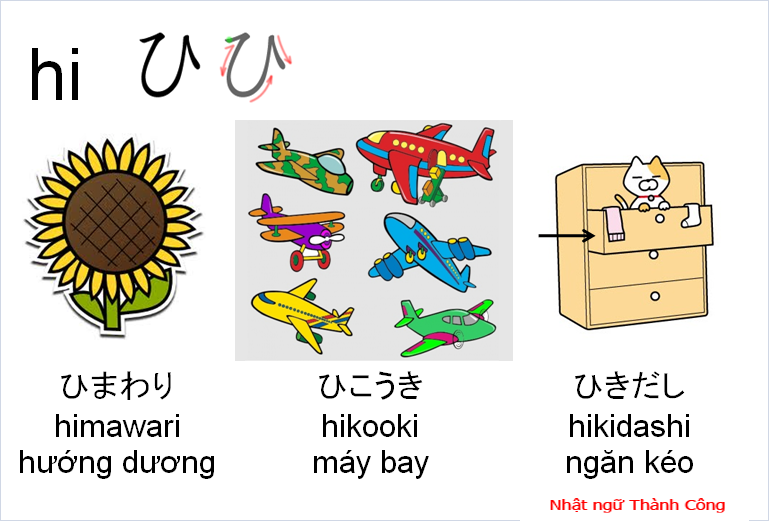 hi ひ ひ
ひまわり ひこうき ひきだし
himawari hikooki hikidashi
hướng dương máy bay ngăn kéo
Nhật ngữ Thành Công